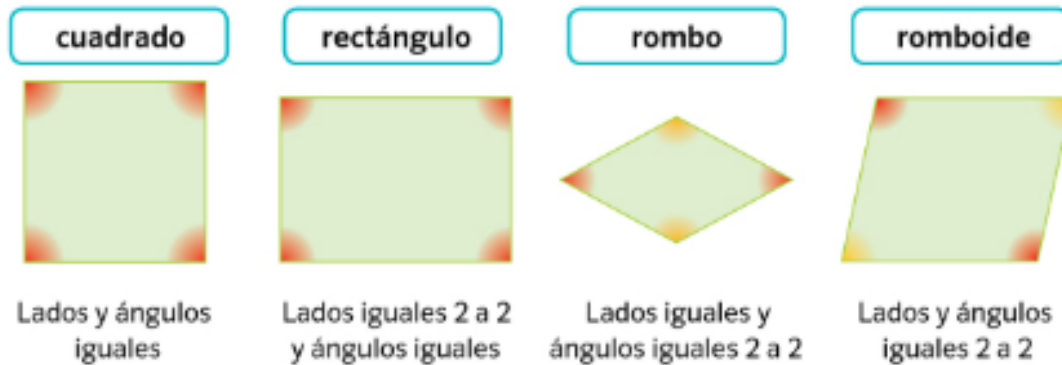 cuadrado
rectángulo
rombo
romboide
Lados y ángulos
iguales
Lados iguales 2 a 2
y ángulos iguales
Lados iguales y
ángulos iguales 2 a 2
Lados y ángulos
iguales 2 a 2